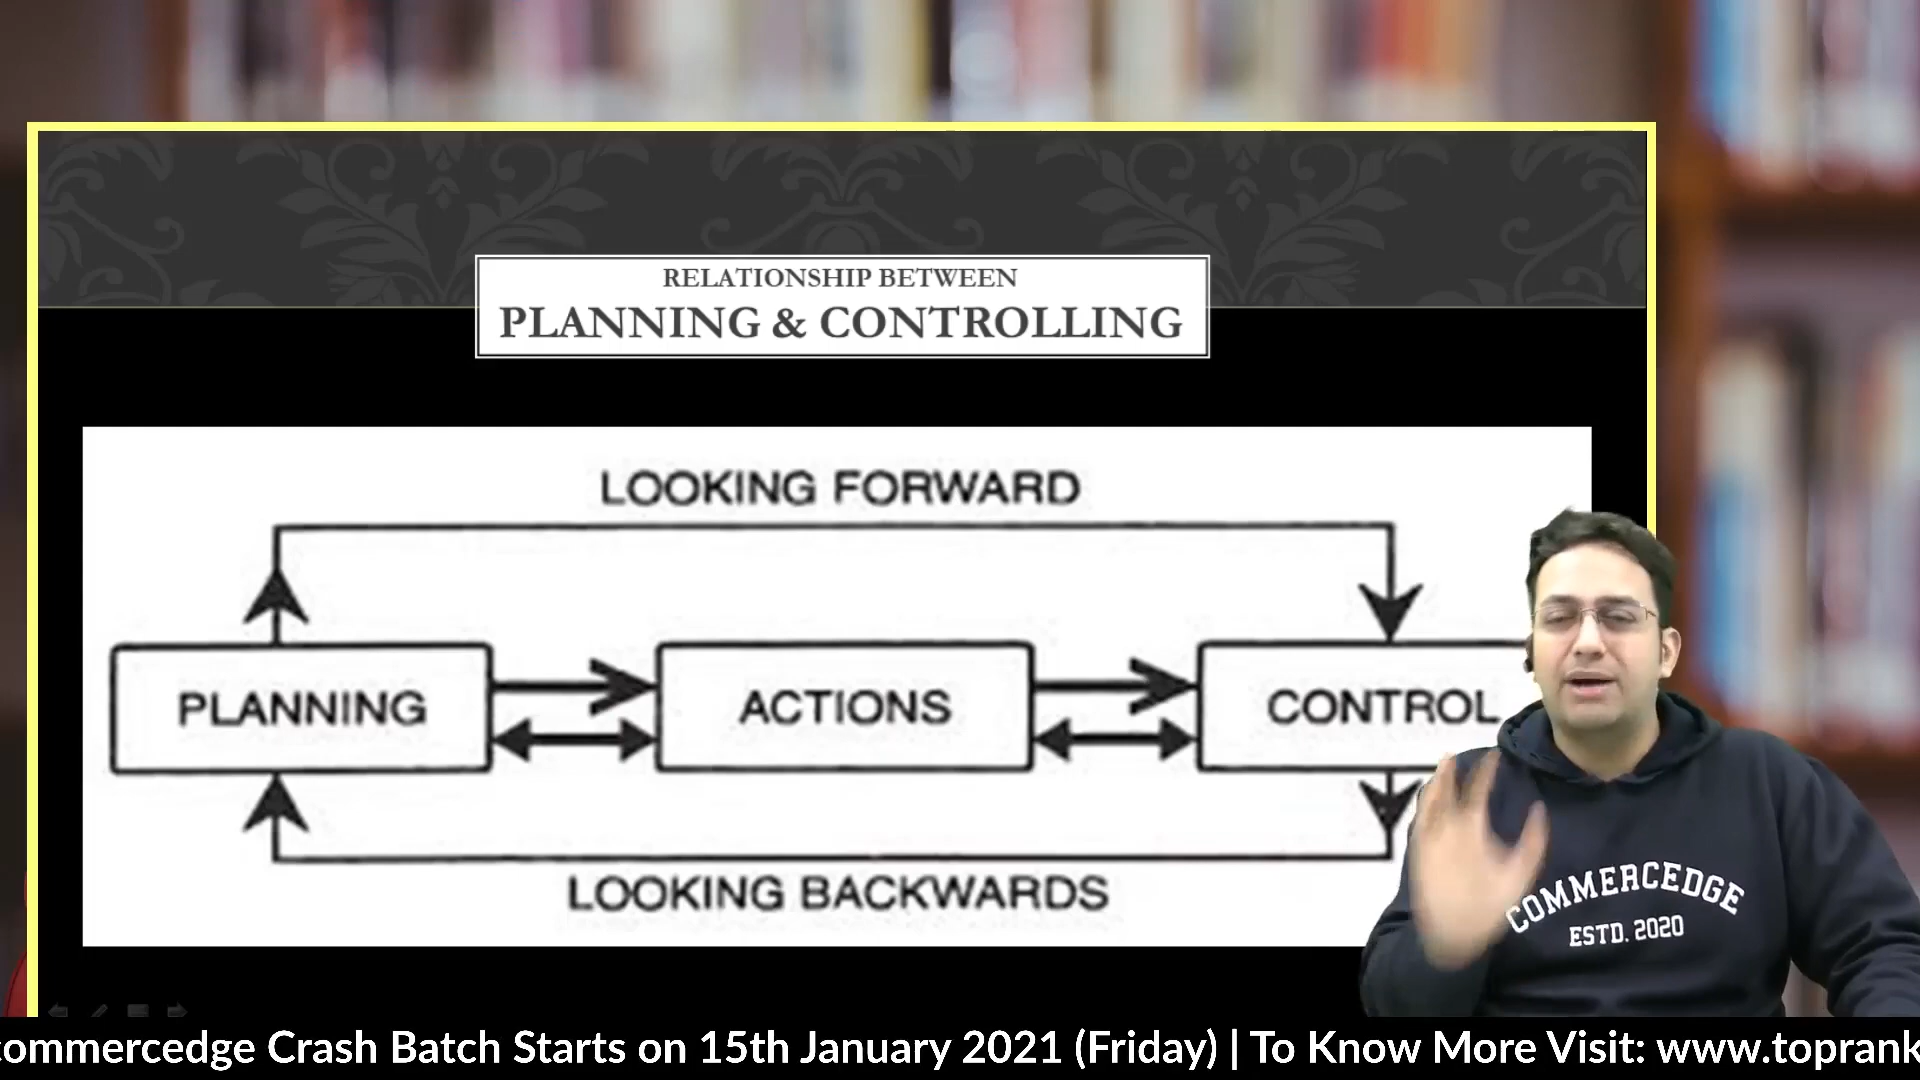 RELATIONSHIP BETWEEN
PLANNING & CONTROLLING
LOOKING FORWARD
PLANNING
ACTIONS
CONTROL
LOOKING BACKWARDS
COMMERCEDGE
ESTD. 2020
commercedge Crash Batch Starts on 15th January 2021 (Friday) | To Know More Visit: www.toprank